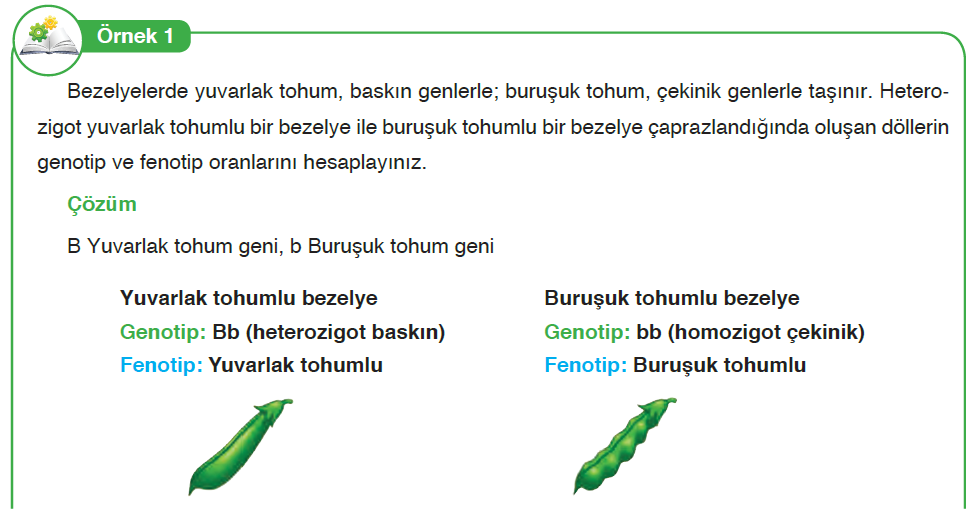 Örnek 1
Bezelyelerde yuvarlak tohum, baskın genlerle; buruşuk tohum, çekinik genlerle taşınır. Hetero-
zigot yuvarlak tohumlu bir bezelye ile buruşuk tohumlu bir bezelye çaprazlandığında oluşan döllerin
genotip ve fenotip oranlarını hesaplayınız.
Çözüm
B Yuvarlak tohum geni, b Buruşuk tohum geni
Yuvarlak tohumlu bezelye
Genotip: Bb (heterozigot baskın)
Fenotip: Yuvarlak tohumlu
Buruşuk tohumlu bezelye
Genotip: bb (homozigot çekinik)
Fenotip: Buruşuk tohumlu